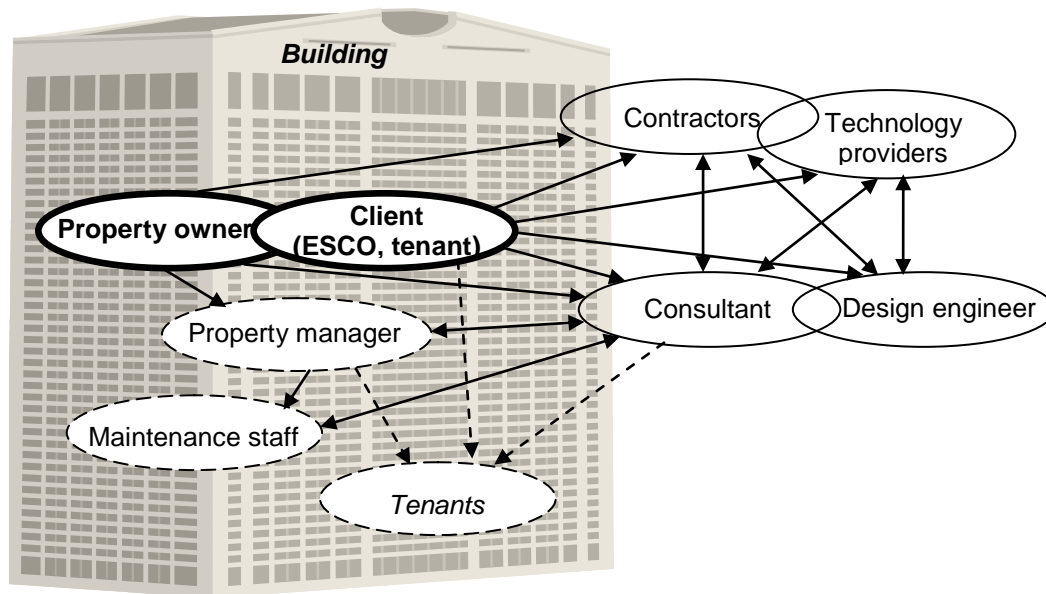 Building
Contractors
Technology
providers
Property owner
Client
(ESCO, tenant)
Consultant
Design engineer
Property manager
Maintenance staff
Tenants